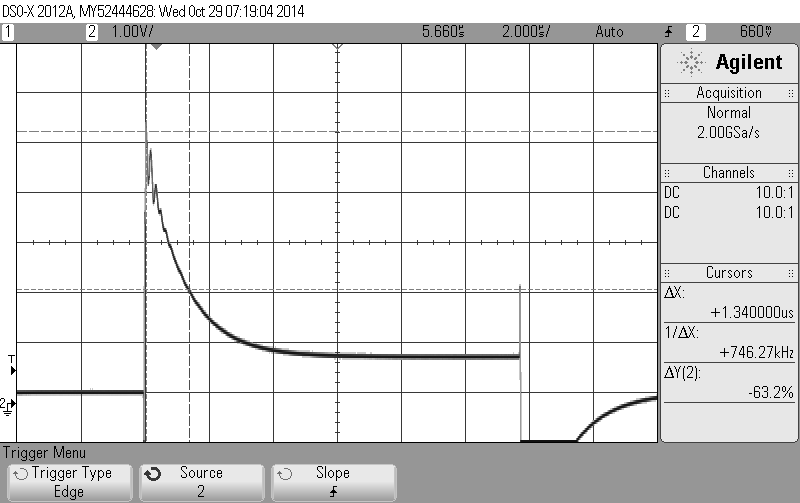 DSO-X 2012A, MY52444628: Wed Oct 29 07:19:04 2014
1 2 1.00V/ 5.660s 2.000s/ Auto 2 660mV
Agilent
Acquisition
Normal
2.00GSa/s
Channels
DC 10.0:1
DC 10.0:1
Cursors
ΔX:
+1.340000us
1/ΔX:
+746.27kHz
ΔY(2):
-63.2%
T
2
Trigger Menu
Trigger Type
Edge
Source
2
Slope